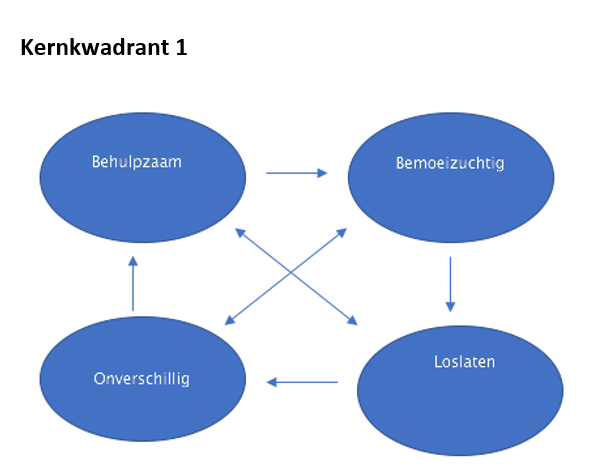 Kernkwadrant 1
Behulpzaam
Bemoeizuchtig
Onverschillig
Loslaten